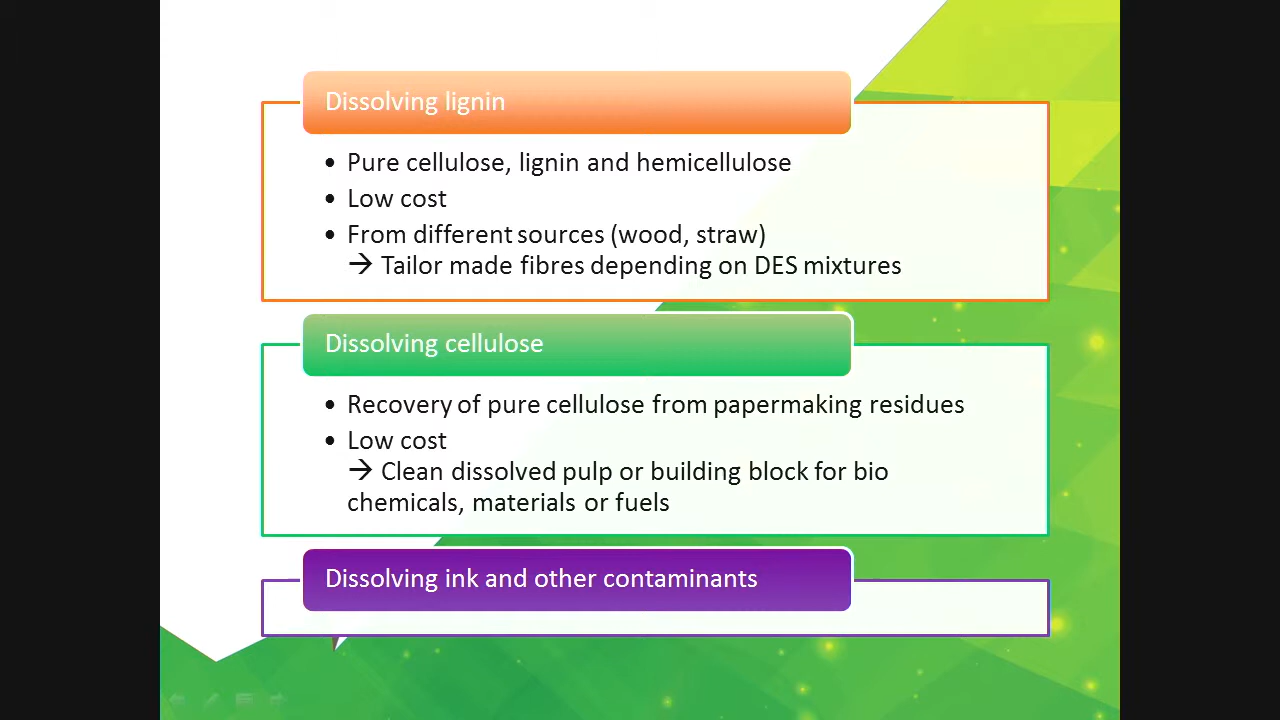 Dissolving lignin
• Pure cellulose, lignin and hemicellulose
• Low cost
• From different sources (wood, straw)
→ Tailor made fibres depending on DES mixtures
Dissolving cellulose
• Recovery of pure cellulose from papermaking residues
• Low cost
→ Clean dissolved pulp or building block for bio
chemicals, materials or fuels
Dissolving ink and other contaminants